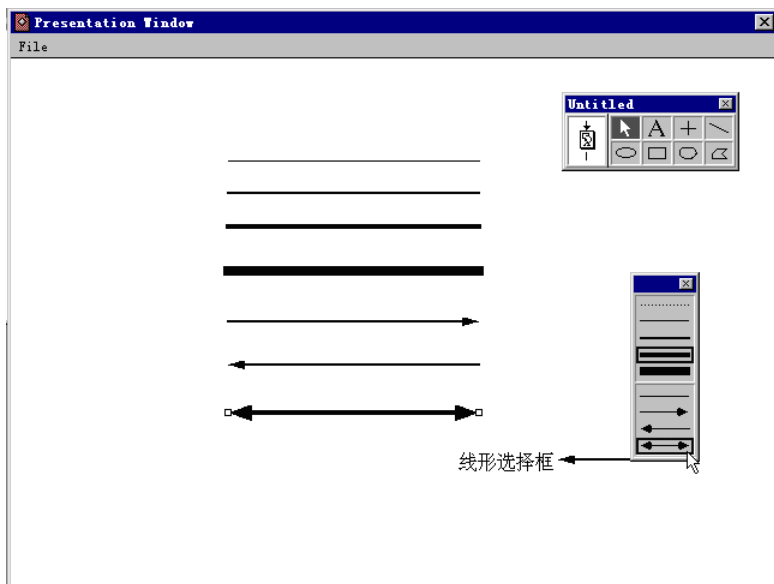 Presentation Window
File
Untitled
A
线形选择框